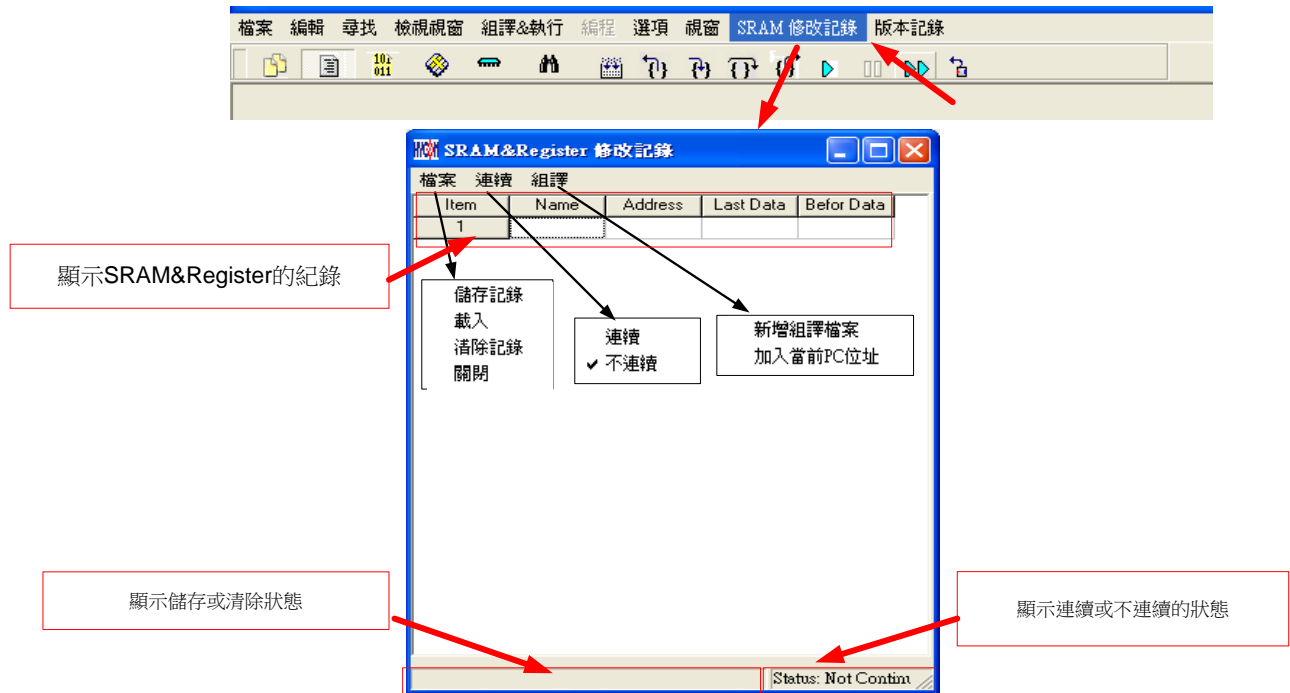 檔案 編輯 尋找 檢視視窗 組譯&執行 編程 選項 視窗 SRAM 修改記錄 版本記錄
SRAM&Register 修改記錄
檔案 連續 組譯
Item Name Address Last Data Befor Data
1
顯示SRAM&Register的紀錄
儲存記錄
載入
清除記錄
關閉
連續
✔ 不連續
新增組譯檔案
加入當前PC位址
顯示儲存或清除狀態
顯示連續或不連續的狀態
Status: Not Continu